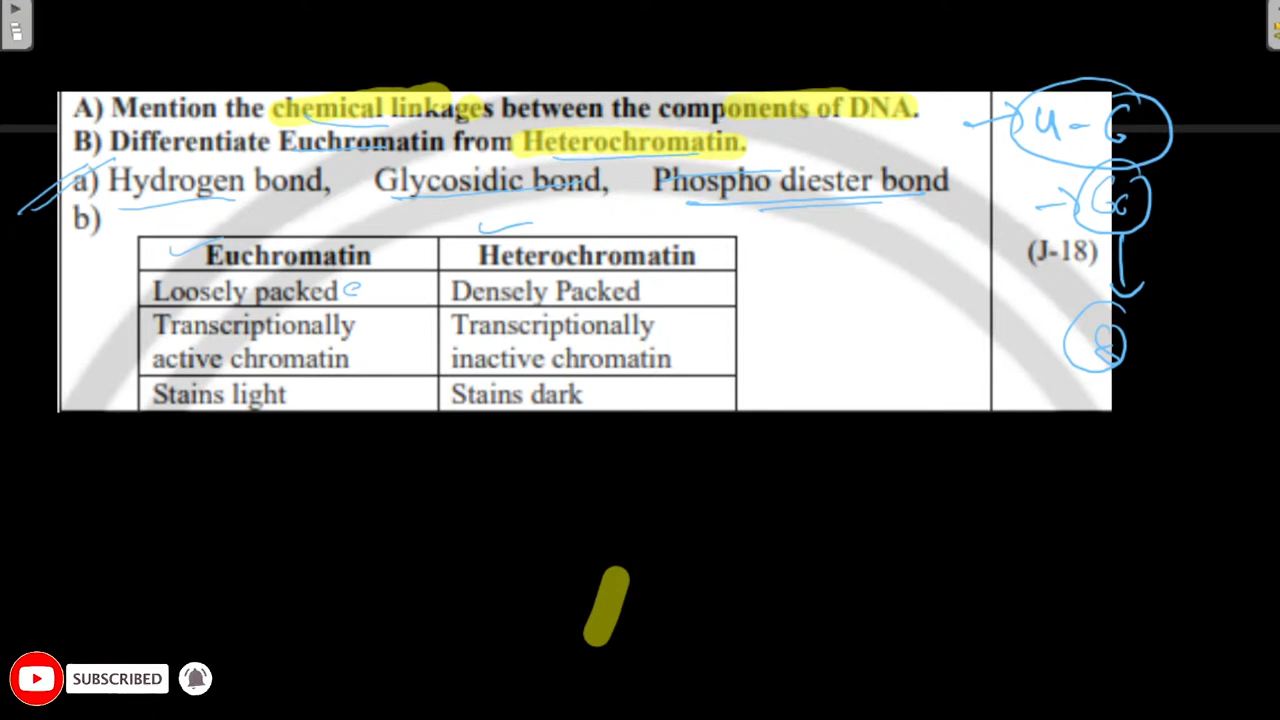 A) Mention the chemical linkages between the components of DNA.
B) Differentiate Euchromatin from Heterochromatin.
a) Hydrogen bond, Glycosidic bond, Phospho diester bond
b)
Euchromatin Heterochromatin
Loosely packed Densely Packed
Transcriptionally active chromatin Transcriptionally inactive chromatin
Stains light Stains dark
(J-18)
SUBSCRIBED